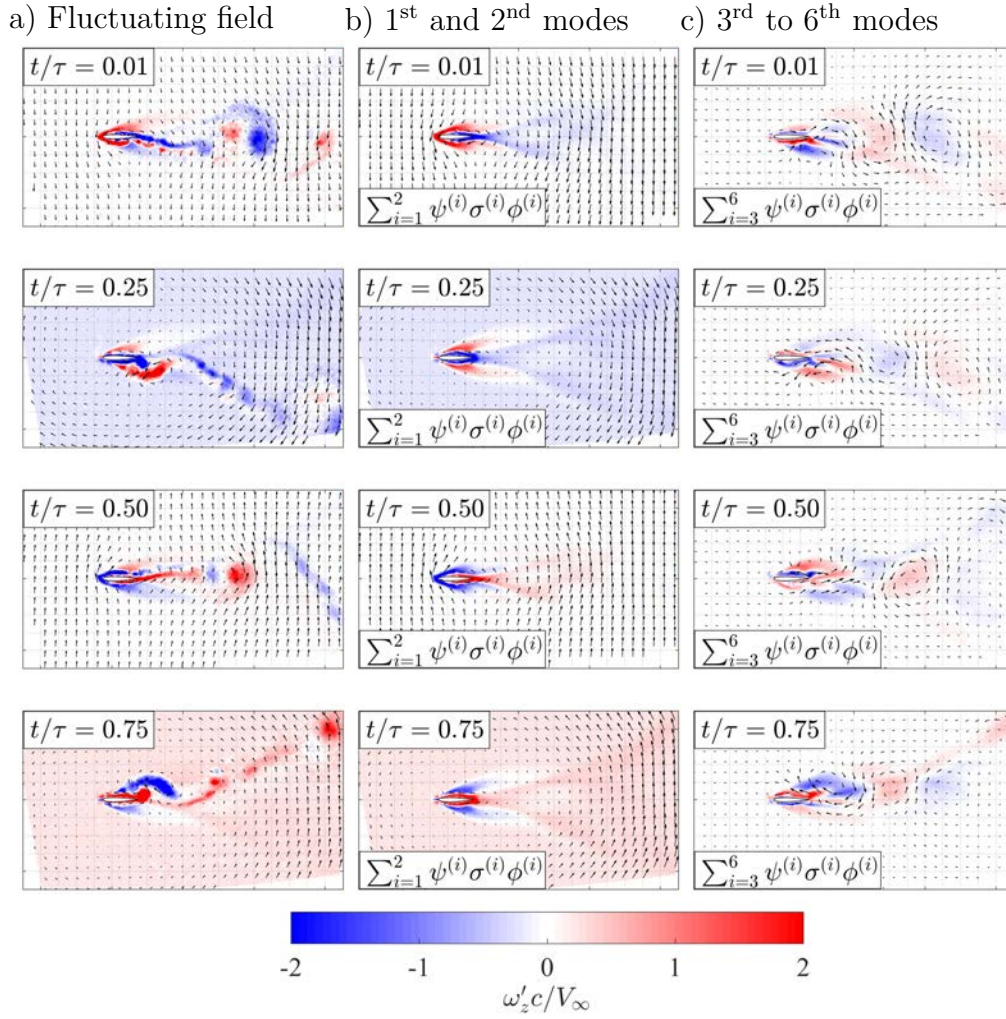 a) Fluctuating field b) 1st and 2nd modes c) 3rd to 6th modes
t/τ = 0.01 t/τ = 0.01 t/τ = 0.01
∑²ᵢ₌₁ ψ⁽ⁱ⁾σ⁽ⁱ⁾ϕ⁽ⁱ⁾ ∑⁶ᵢ₌₃ ψ⁽ⁱ⁾σ⁽ⁱ⁾ϕ⁽ⁱ⁾
t/τ = 0.25 t/τ = 0.25 t/τ = 0.25
∑²ᵢ₌₁ ψ⁽ⁱ⁾σ⁽ⁱ⁾ϕ⁽ⁱ⁾ ∑⁶ᵢ₌₃ ψ⁽ⁱ⁾σ⁽ⁱ⁾ϕ⁽ⁱ⁾
t/τ = 0.50 t/τ = 0.50 t/τ = 0.50
∑²ᵢ₌₁ ψ⁽ⁱ⁾σ⁽ⁱ⁾ϕ⁽ⁱ⁾ ∑⁶ᵢ₌₃ ψ⁽ⁱ⁾σ⁽ⁱ⁾ϕ⁽ⁱ⁾
t/τ = 0.75 t/τ = 0.75 t/τ = 0.75
∑²ᵢ₌₁ ψ⁽ⁱ⁾σ⁽ⁱ⁾ϕ⁽ⁱ⁾ ∑⁶ᵢ₌₃ ψ⁽ⁱ⁾σ⁽ⁱ⁾ϕ⁽ⁱ⁾
-2 -1 0 1 2
ω′_z c/V_∞